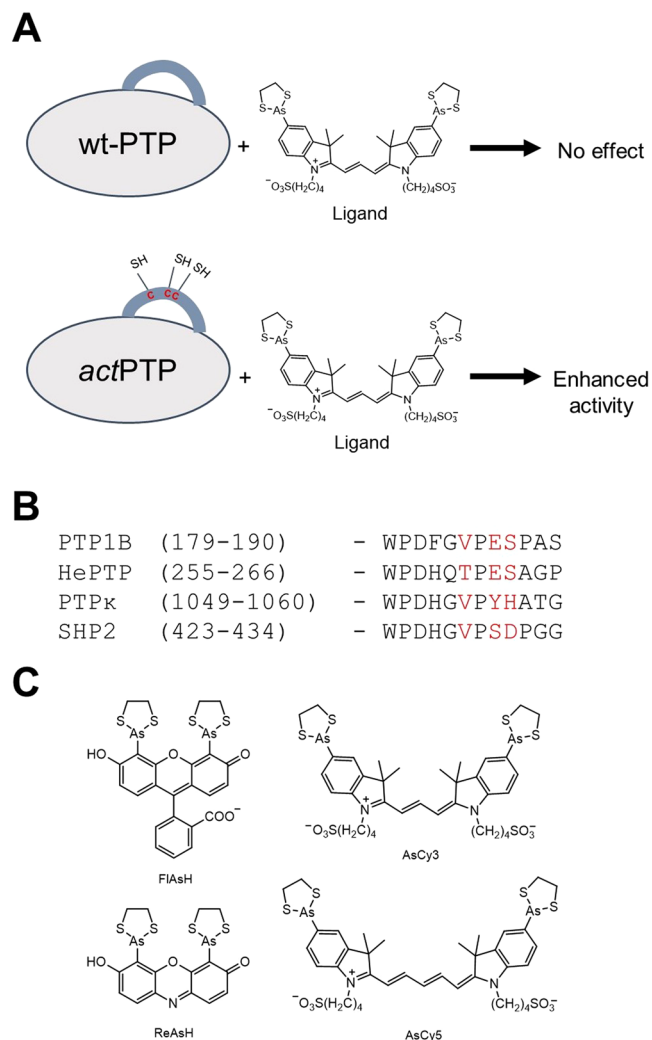 A
wt-PTP + Ligand No effect
S S As As S S
N+ N
⁻O3S(H2C)4 (CH2)4SO3⁻
SH SH SH
C CC
actPTP + Ligand Enhanced activity
S S As As S S
N+ N
⁻O3S(H2C)4 (CH2)4SO3⁻
B
PTP1B (179-190) - WPDFGVPESPAS
HePTP (255-266) - WPDHQTPESAGP
PTPκ (1049-1060) - WPDHGVPYHATG
SHP2 (423-434) - WPDHGVPSDPGG
C
S S As S S As
HO O O
COO⁻
FlAsH
S S As As S S
N+ N
⁻O3S(H2C)4 (CH2)4SO3⁻
AsCy3
S S As S S As
HO O O
N
ReAsH
S S As As S S
N+ N
⁻O3S(H2C)4 (CH2)4SO3⁻
AsCy5